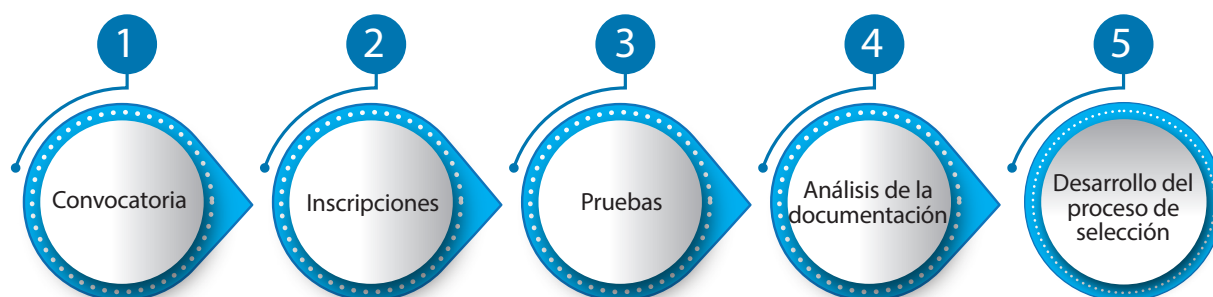 1
2
3
4
5
Convocatoria
Inscripciones
Pruebas
Análisis de la
documentación
Desarrollo del
proceso de
selección